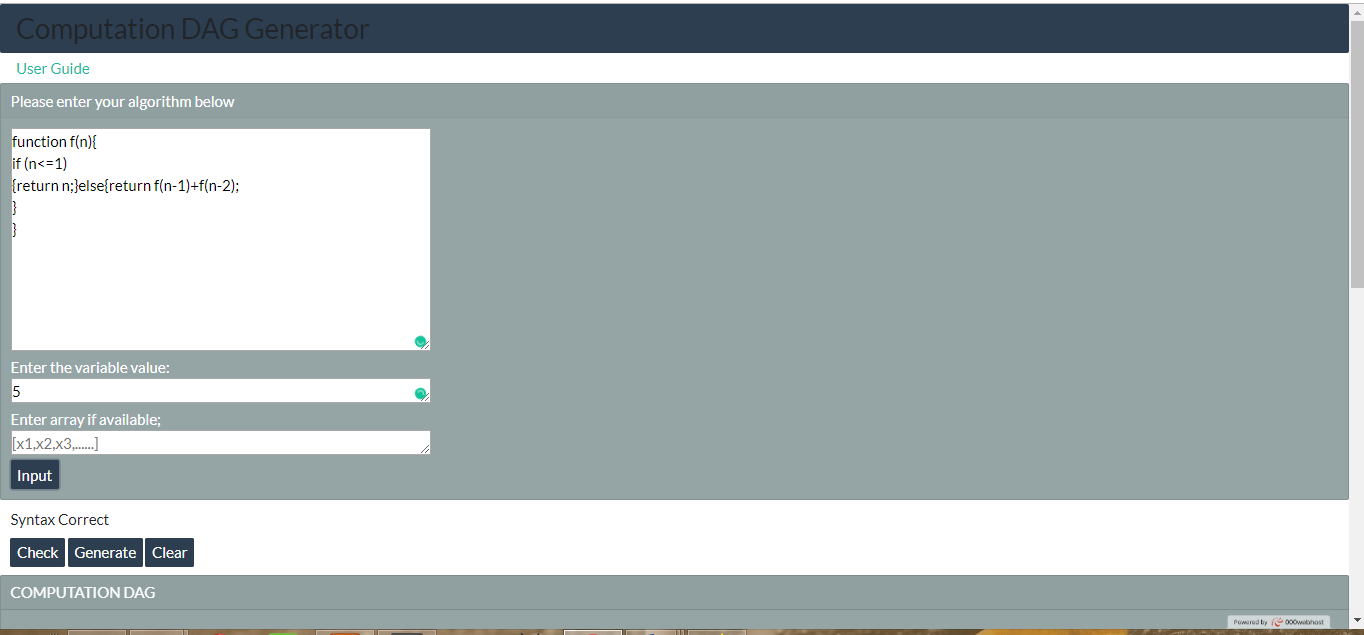 Computation DAG Generator
User Guide
Please enter your algorithm below
function f(n){
if (n<=1)
{return n;}else{return f(n-1)+f(n-2);
}
}
Enter the variable value:
5
Enter array if available;
[x1,x2,x3,......]
Input
Syntax Correct
Check Generate Clear
COMPUTATION DAG
Powered by 000webhost